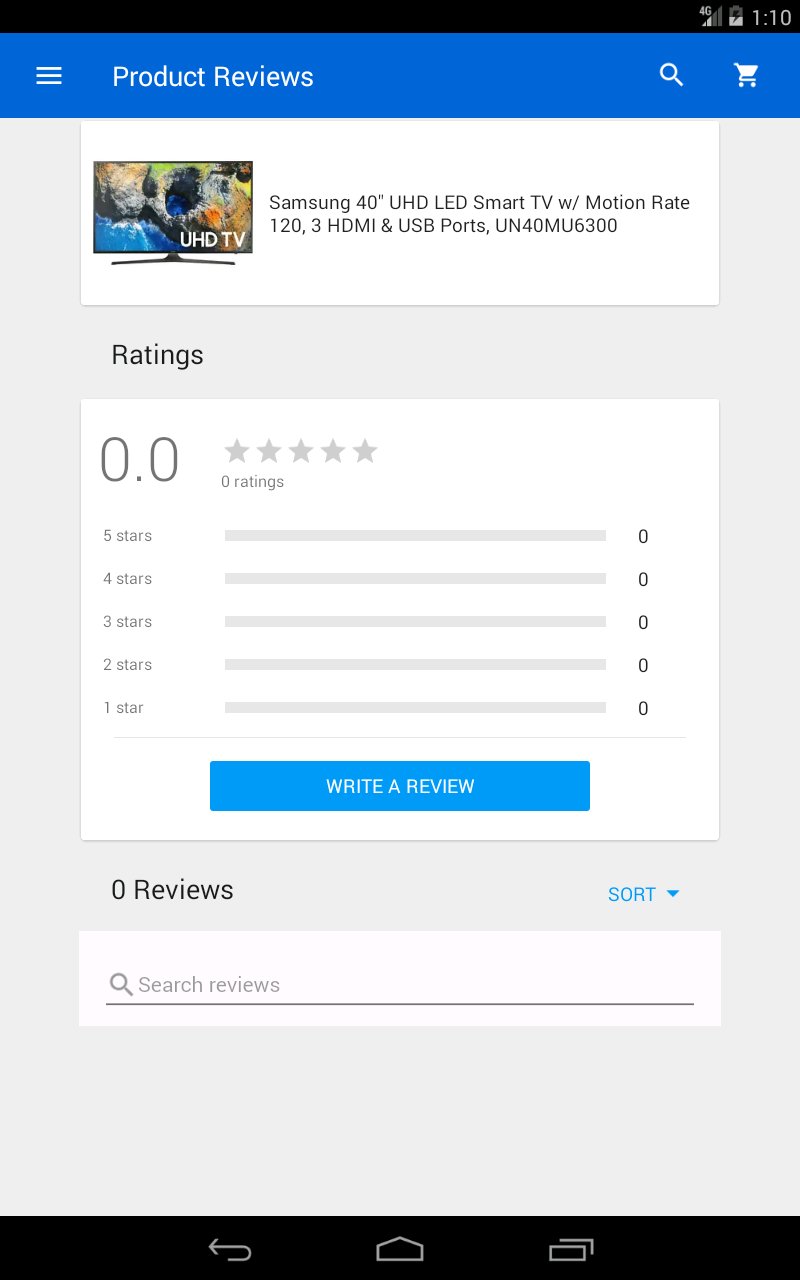 4G 1:10
Product Reviews
UHD TV
Samsung 40" UHD LED Smart TV w/ Motion Rate
120, 3 HDMI & USB Ports, UN40MU6300
Ratings
0.0
0 ratings
5 stars 0
4 stars 0
3 stars 0
2 stars 0
1 star 0
WRITE A REVIEW
0 Reviews
SORT
Search reviews